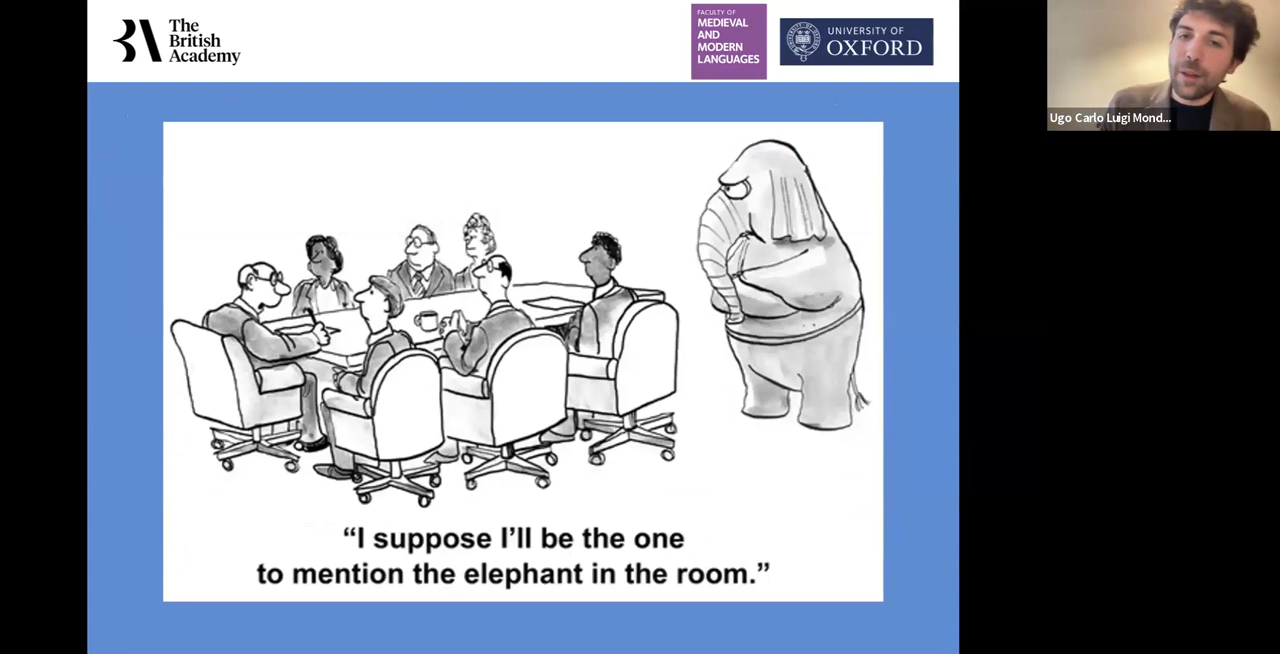 The
British
Academy
FACULTY OF
MEDIEVAL
AND
MODERN
LANGUAGES
UNIVERSITY OF
OXFORD
Ugo Carlo Luigi Mond...
“I suppose I’ll be the one
to mention the elephant in the room.”